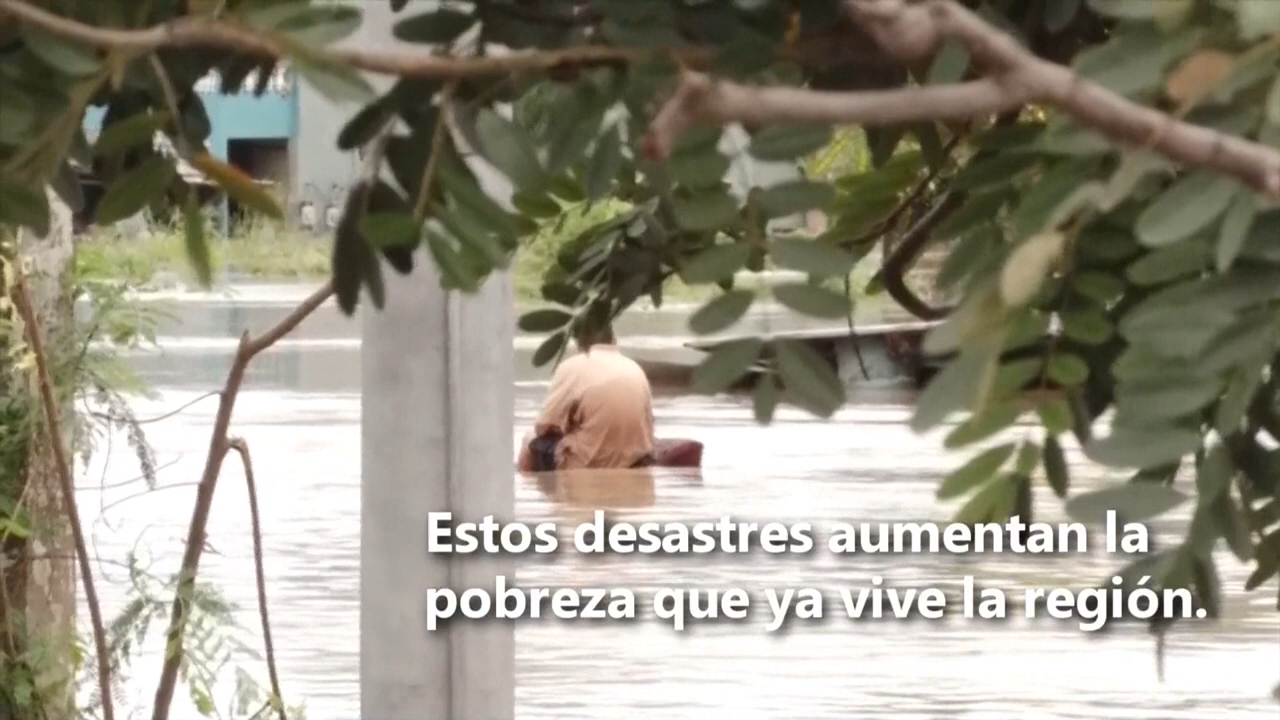 Estos desastres aumentan la
pobreza que ya vive la región.